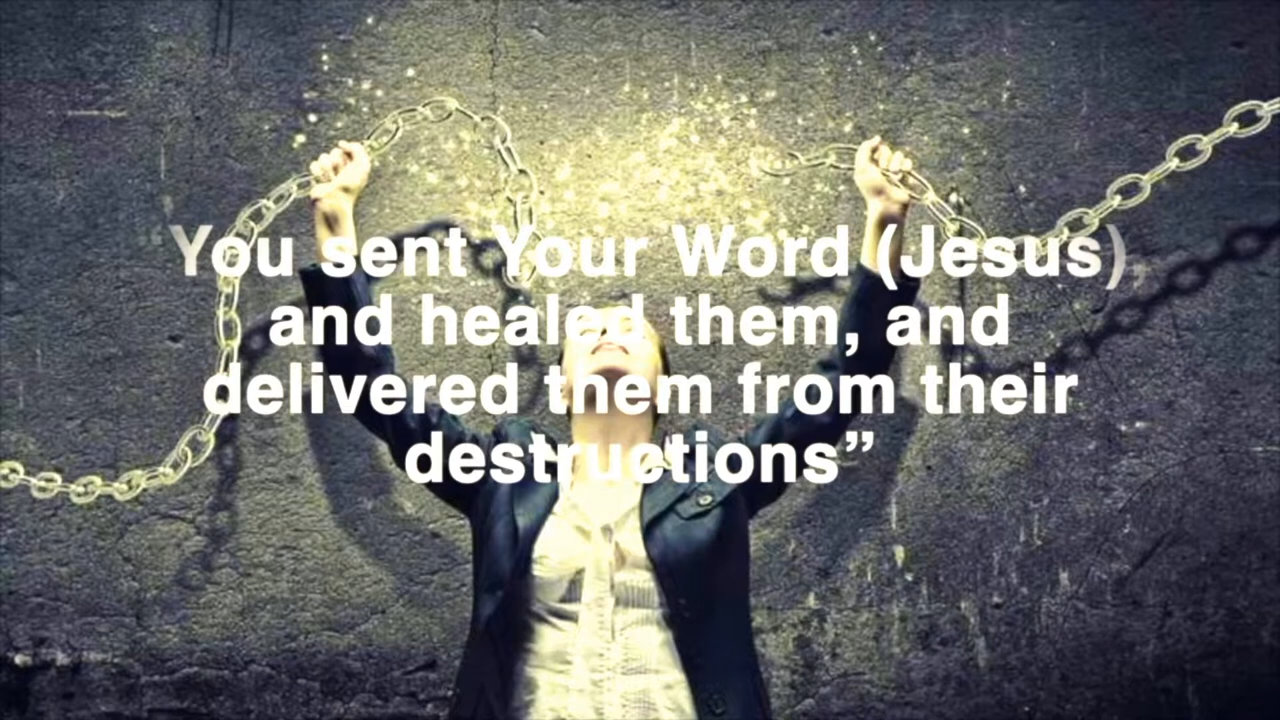 “You sent Your Word (Jesus)
and healed them, and
delivered them from their
destructions”